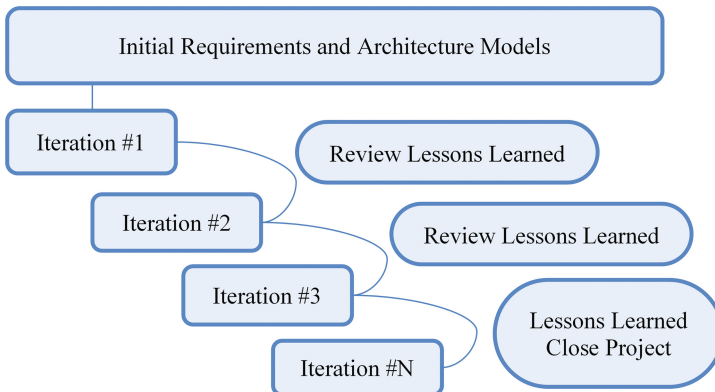 Initial Requirements and Architecture Models
Iteration #1
Review Lessons Learned
Iteration #2
Review Lessons Learned
Iteration #3
Lessons Learned
Close Project
Iteration #N